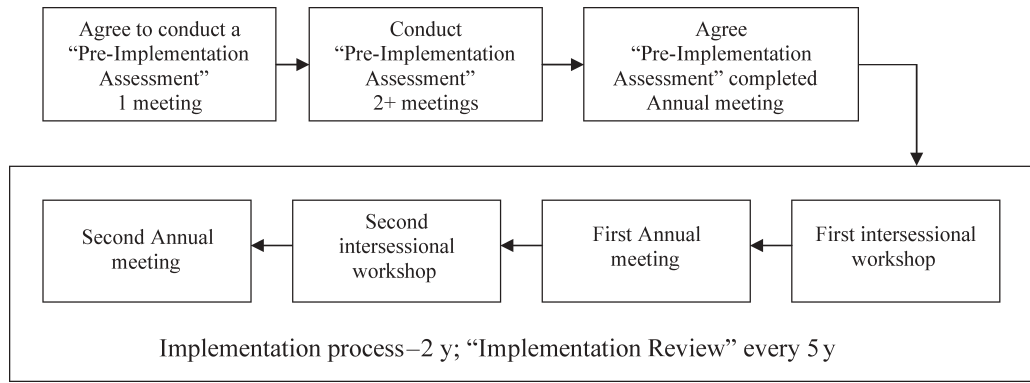 Agree to conduct a
“Pre-Implementation
Assessment”
1 meeting
Conduct
“Pre-Implementation
Assessment”
2+ meetings
Agree
“Pre-Implementation
Assessment” completed
Annual meeting
Second Annual
meeting
Second
intersessional
workshop
First Annual
meeting
First intersessional
workshop
Implementation process–2 y; “Implementation Review” every 5 y